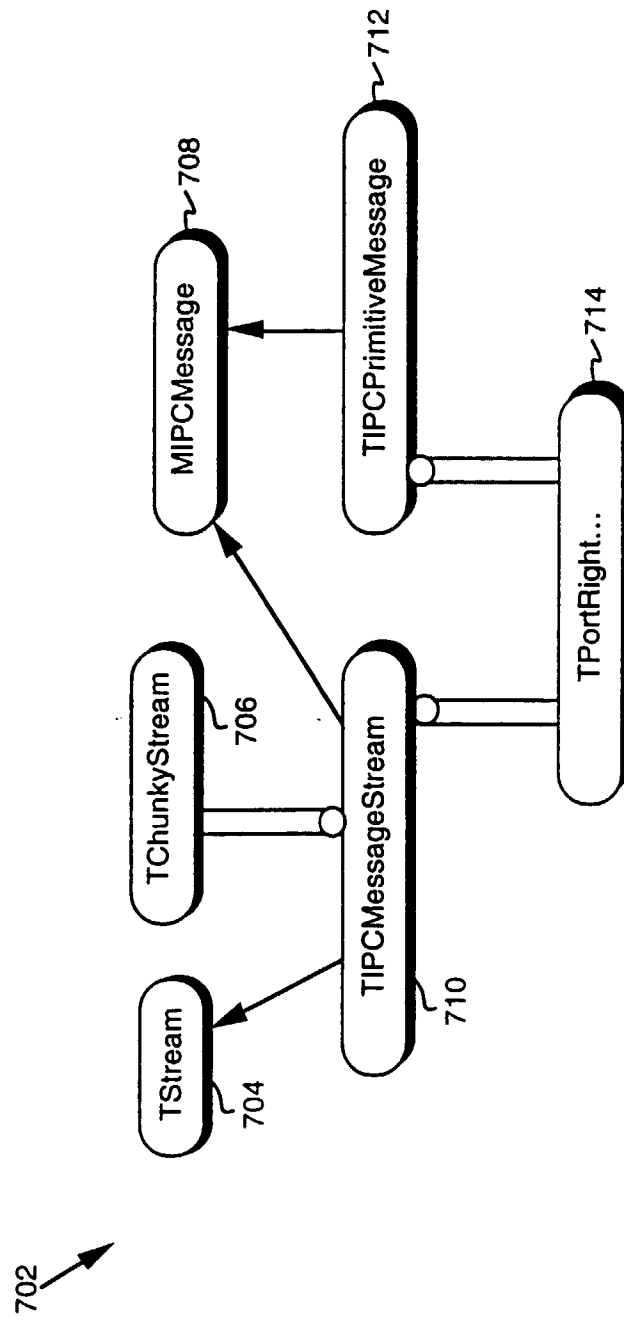 702
TStream
704
TChunkyStream
706
MIPCMessage
708
TIPCMessageStream
710
TIPCPrimitiveMessage
712
TPortRight...
714